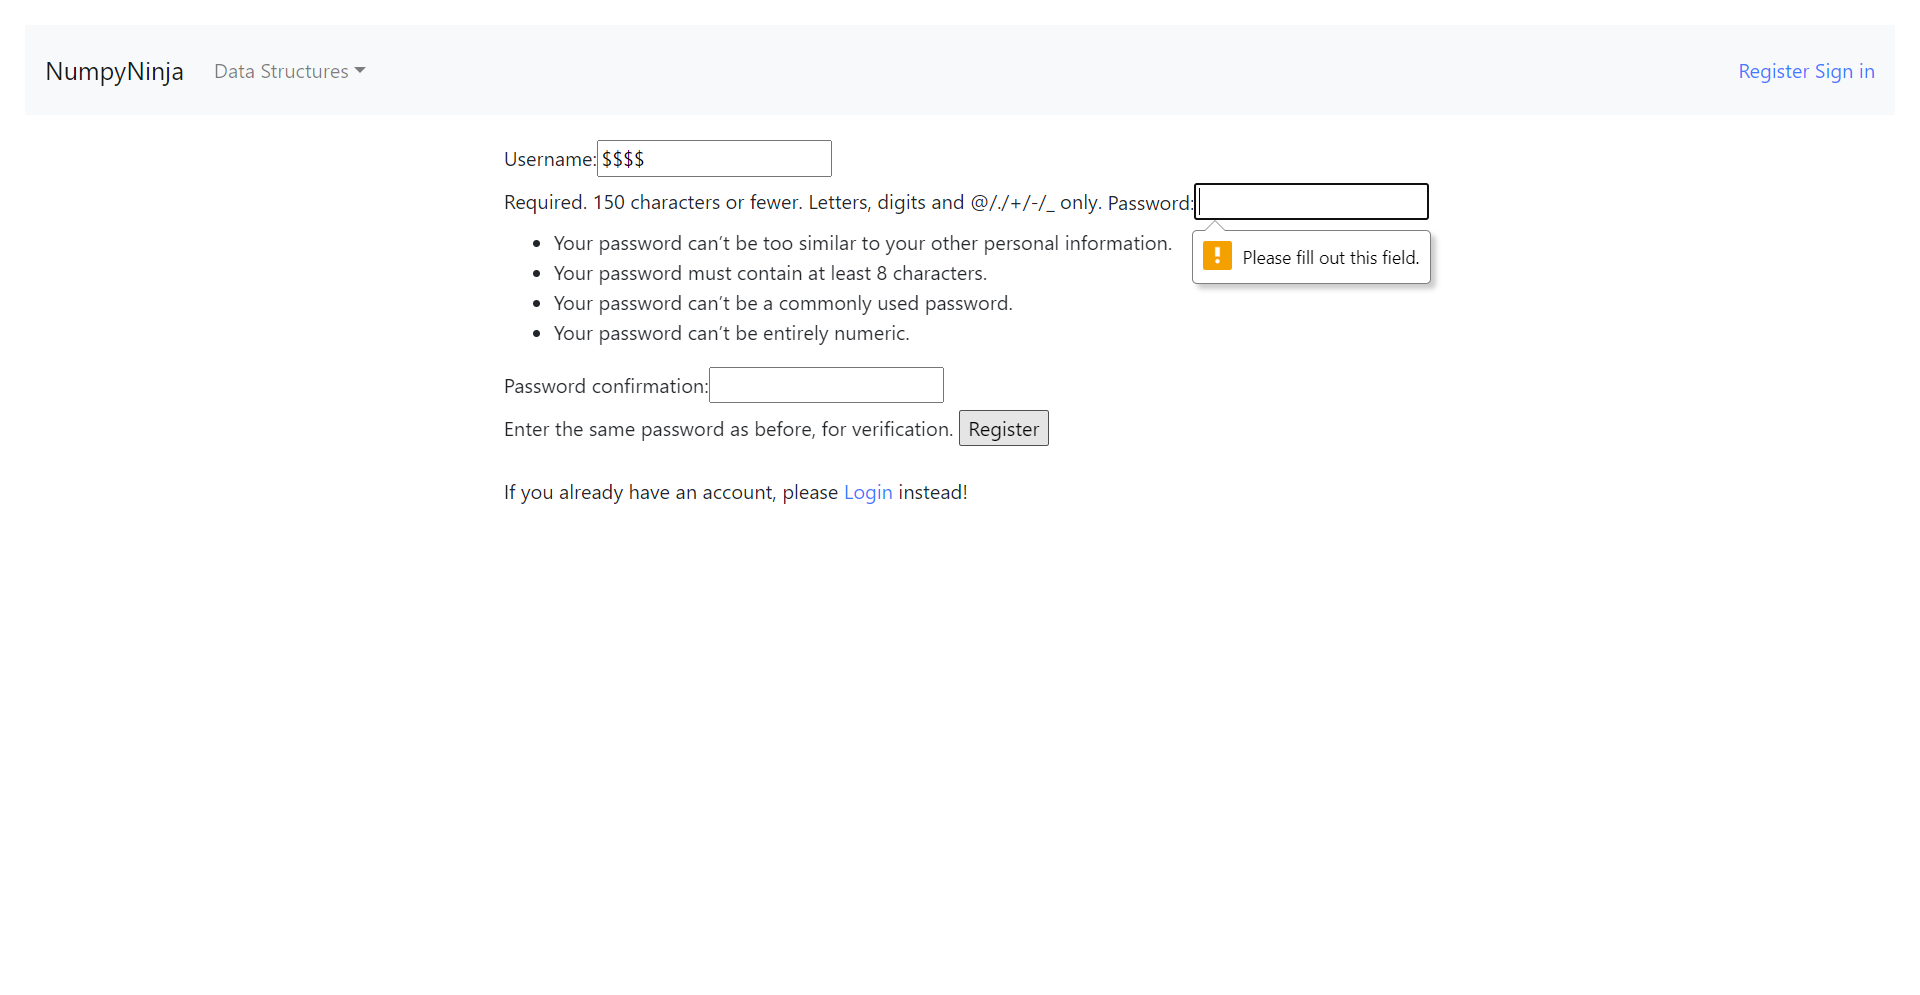 NumpyNinja Data Structures Register Sign in
Username: $$$$
Required. 150 characters or fewer. Letters, digits and @/./+/-/_ only. Password:
Please fill out this field.
Your password can’t be too similar to your other personal information.
Your password must contain at least 8 characters.
Your password can’t be a commonly used password.
Your password can’t be entirely numeric.
Password confirmation:
Enter the same password as before, for verification. Register
If you already have an account, please Login instead!